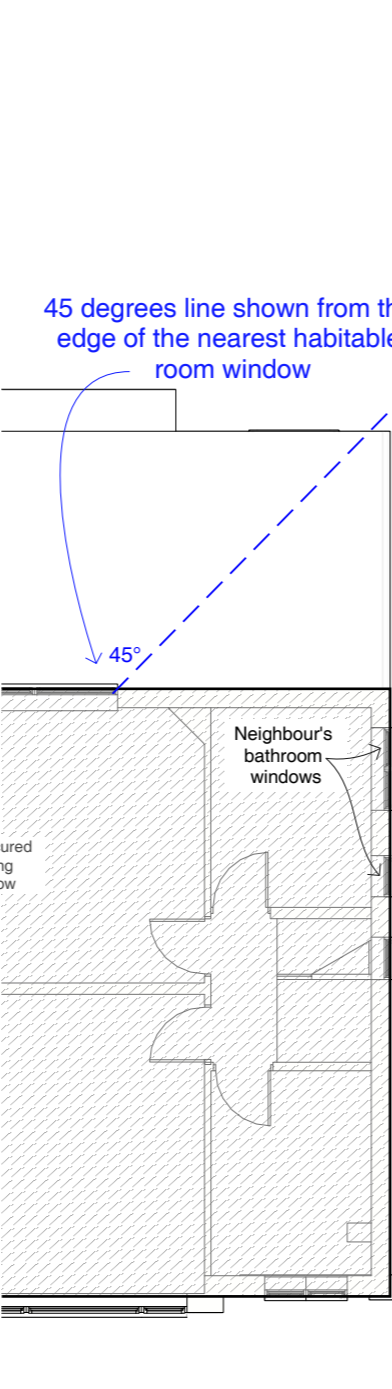 45 degrees line shown from th
edge of the nearest habitable
room window
45°
Neighbour's
bathroom
windows
ured
ng
ow